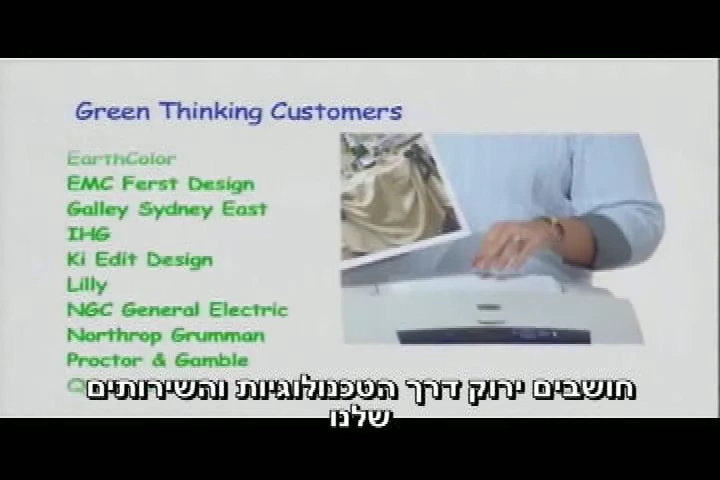 Green Thinking Customers
EarthColor
EMC Ferst Design
Galley Sydney East
IHG
Ki Edit Design
Lilly
NGC General Electric
Northrop Grumman
Proctor & Gamble
חושבים ירוק דרך הטכנולוגיות והשירותים
שלנו